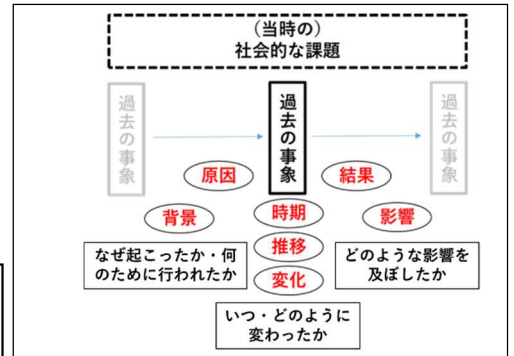 （当時の）
社会的な課題
過去の事象
過去の事象
過去の事象
原因
結果
背景
時期
影響
推移
変化
なぜ起こったか・何
のために行われたか
どのような影響を
及ぼしたか
いつ・どのように
変わったか